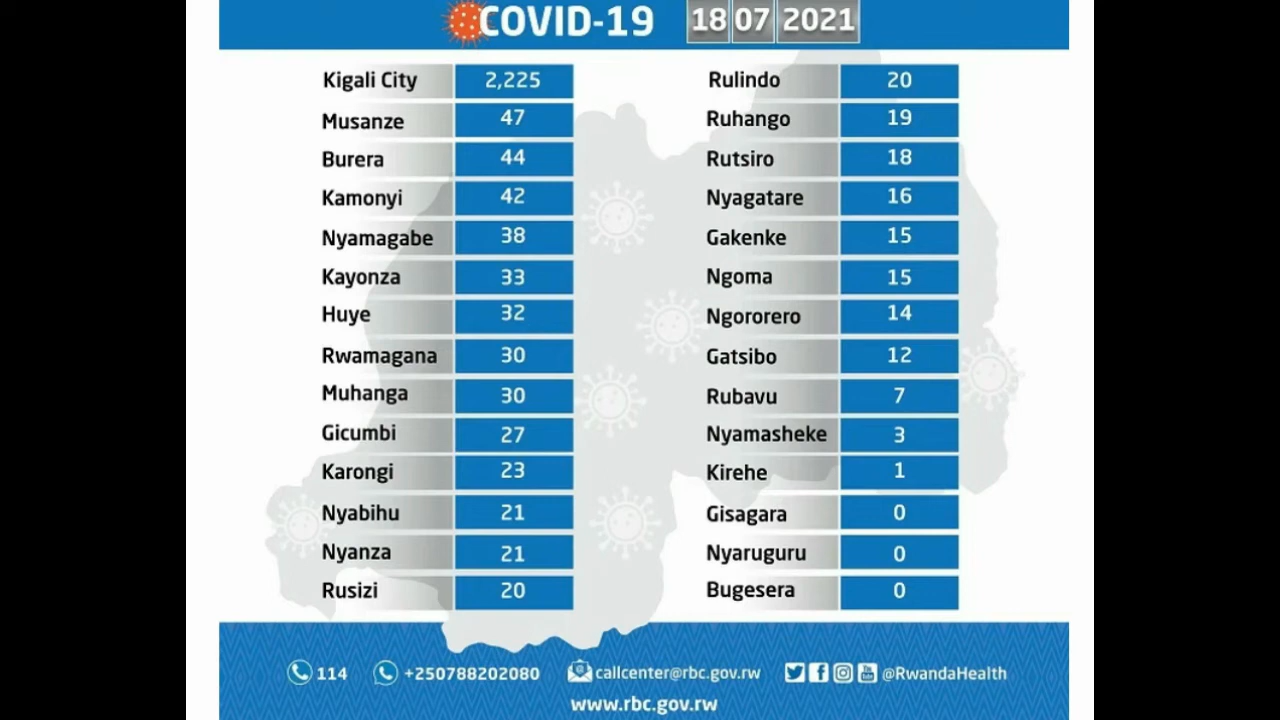 COVID-19 18 07 2021
Kigali City 2,225
Musanze 47
Burera 44
Kamonyi 42
Nyamagabe 38
Kayonza 33
Huye 32
Rwamagana 30
Muhanga 30
Gicumbi 27
Karongi 23
Nyabihu 21
Nyanza 21
Rusizi 20
Rulindo 20
Ruhango 19
Rutsiro 18
Nyagatare 16
Gakenke 15
Ngoma 15
Ngororero 14
Gatsibo 12
Rubavu 7
Nyamasheke 3
Kirehe 1
Gisagara 0
Nyaruguru 0
Bugesera 0
114 +250788202080 callcenter@rbc.gov.rw @RwandaHealth
www.rbc.gov.rw